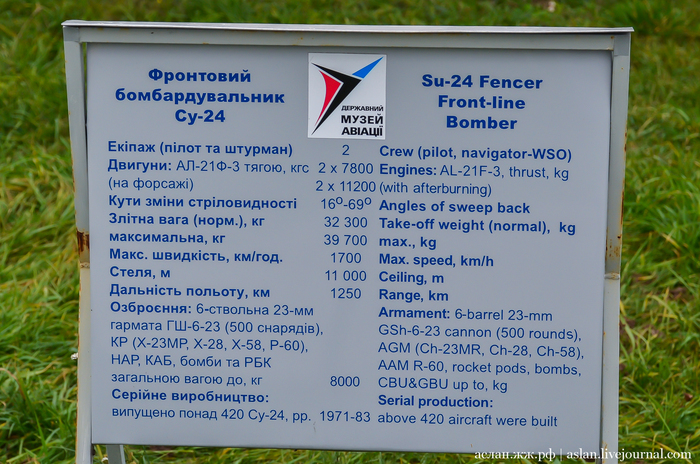 Фронтовий
бомбардувальник
Су-24
ДЕРЖАВНИЙ
МУЗЕЙ
АВІАЦІЇ
Su-24 Fencer
Front-line
Bomber
Екіпаж (пілот та штурман) 2 Crew (pilot, navigator-WSO)
Двигуни: АЛ-21Ф-3 тягою, кгс 2 x 7800 Engines: AL-21F-3, thrust, kg
(на форсажі) 2 x 11200 (with afterburning)
Кути зміни стріловидності 16º-69º Angles of sweep back
Злітна вага (норм.), кг 32 300 Take-off weight (normal), kg
максимальна, кг 39 700 max., kg
Макс. швидкість, км/год. 1700 Max. speed, km/h
Стеля, м 11 000 Ceiling, m
Дальність польоту, км 1250 Range, km
Озброєння: 6-ствольна 23-мм
гармата ГШ-6-23 (500 снарядів),
КР (Х-23МР, Х-28, Х-58, Р-60),
НАР, КАБ, бомби та РБК
загальною вагою до, кг 8000
Armament: 6-barrel 23-mm
GSh-6-23 cannon (500 rounds),
AGM (Ch-23MR, Ch-28, Ch-58),
AAM R-60, rocket pods, bombs,
CBU&GBU up to, kg
Серійне виробництво: Serial production:
випущено понад 420 Су-24, рр. 1971-83 above 420 aircraft were built
аслан.жж.рф | aslan.livejournal.com